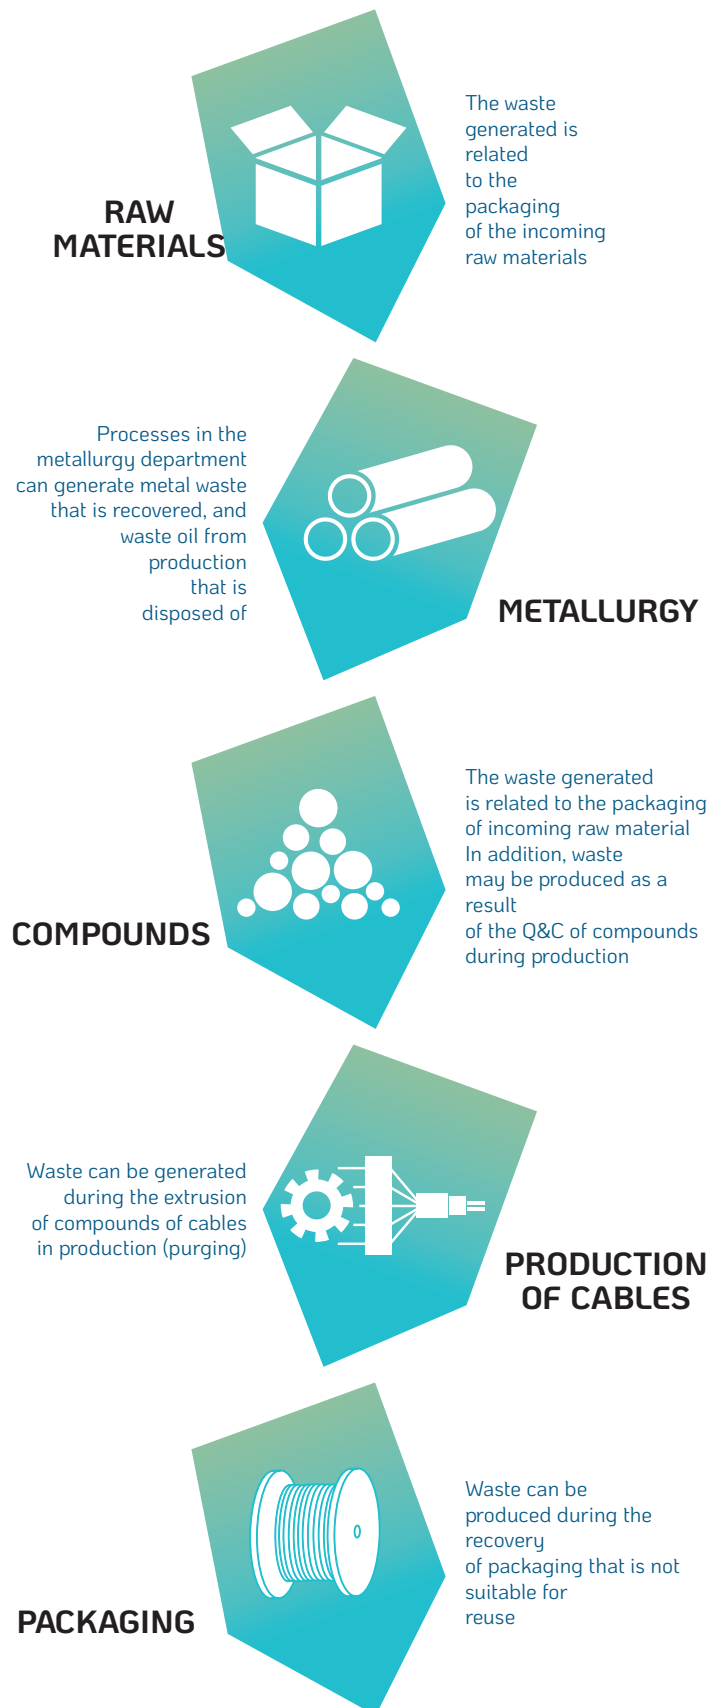 RAW
MATERIALS
The waste
generated is
related
to the
packaging
of the incoming
raw materials
Processes in the
metallurgy department
can generate metal waste
that is recovered, and
waste oil from
production
that is
disposed of
METALLURGY
COMPOUNDS
The waste generated
is related to the packaging
of incoming raw material
In addition, waste
may be produced as a
result
of the Q&C of compounds
during production
Waste can be generated
during the extrusion
of compounds of cables
in production (purging)
PRODUCTION
OF CABLES
PACKAGING
Waste can be
produced during the
recovery
of packaging that is not
suitable for
reuse